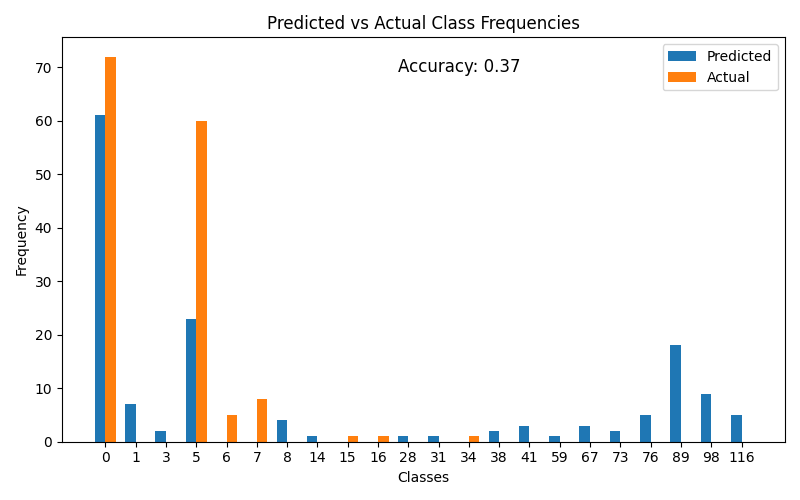 Predicted vs Actual Class Frequencies
Accuracy: 0.37
Predicted
Actual
Frequency
70
60
50
40
30
20
10
0
0 1 3 5 6 7 8 14 15 16 28 31 34 38 41 59 67 73 76 89 98 116
Classes